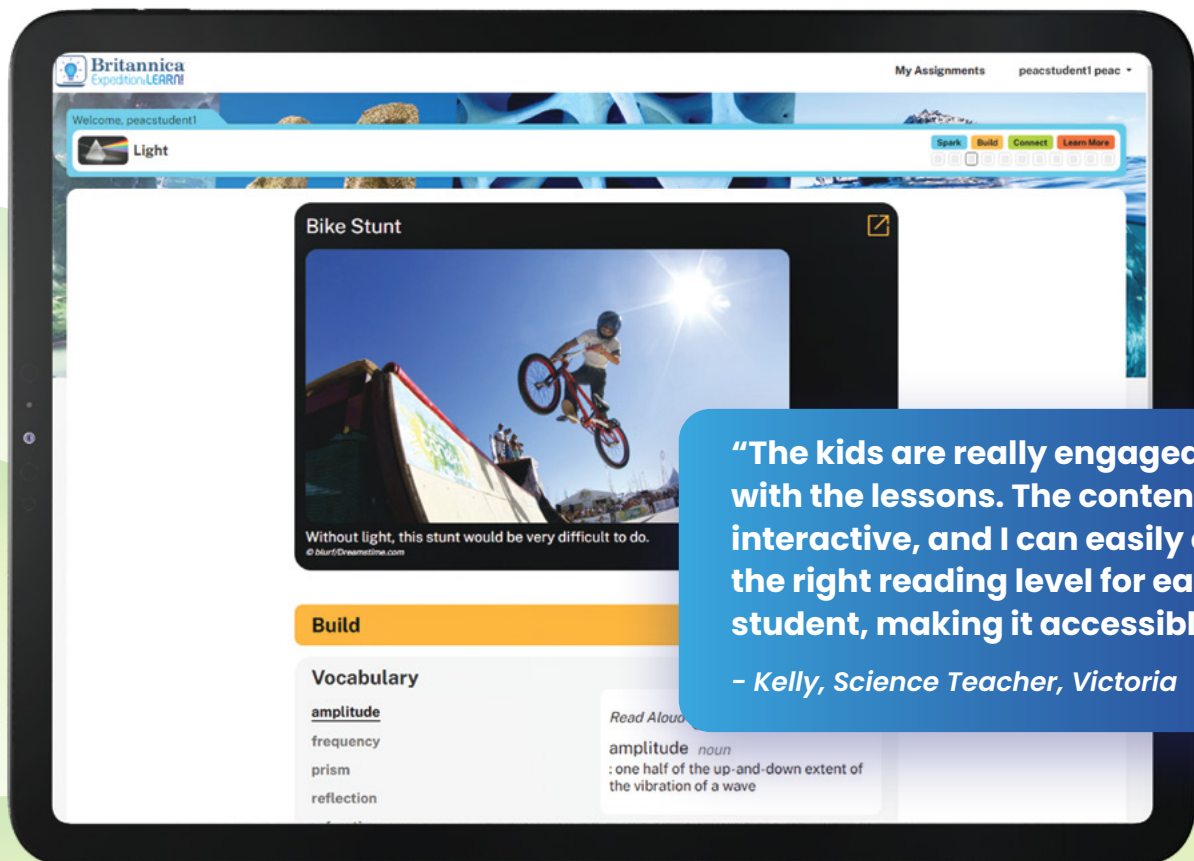 Britannica
Expedition: LEARN!
My Assignments
peacstudent1 peac
Welcome, peacstudent1
Light
Spark
Build
Connect
Learn More
Bike Stunt
Without light, this stunt would be very difficult to do.
© blurf/Dreamstime.com
Build
Vocabulary
amplitude
frequency
prism
reflection
Read Aloud
amplitude noun
: one half of the up-and-down extent of
the vibration of a wave
“The kids are really engaged
with the lessons. The conten
interactive, and I can easily
the right reading level for ea
student, making it accessibl
- Kelly, Science Teacher, Victoria